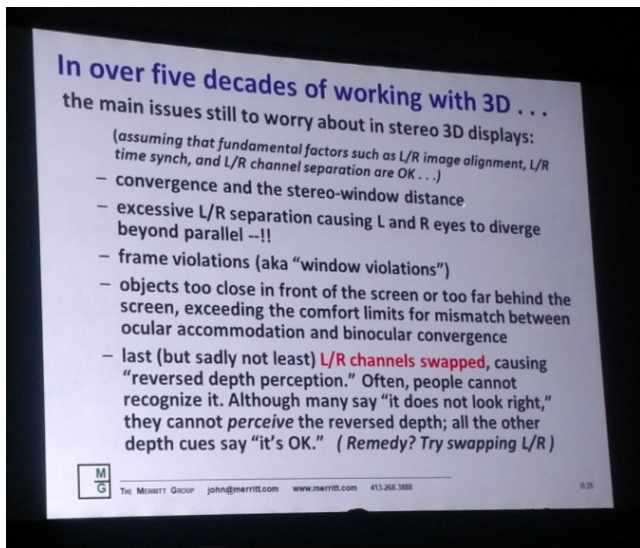 In over five decades of working with 3D . . .
the main issues still to worry about in stereo 3D displays:
(assuming that fundamental factors such as L/R image alignment, L/R
time synch, and L/R channel separation are OK . . .)
– convergence and the stereo-window distance
– excessive L/R separation causing L and R eyes to diverge
beyond parallel --!!
– frame violations (aka “window violations”)
– objects too close in front of the screen or too far behind the
screen, exceeding the comfort limits for mismatch between
ocular accommodation and binocular convergence
– last (but sadly not least) L/R channels swapped, causing
“reversed depth perception.” Often, people cannot
recognize it. Although many say “it does not look right,”
they cannot perceive the reversed depth; all the other
depth cues say “it’s OK.” ( Remedy? Try swapping L/R )
M
G
THE MERRITT GROUP john@merritt.com www.merritt.com 413-268-3888